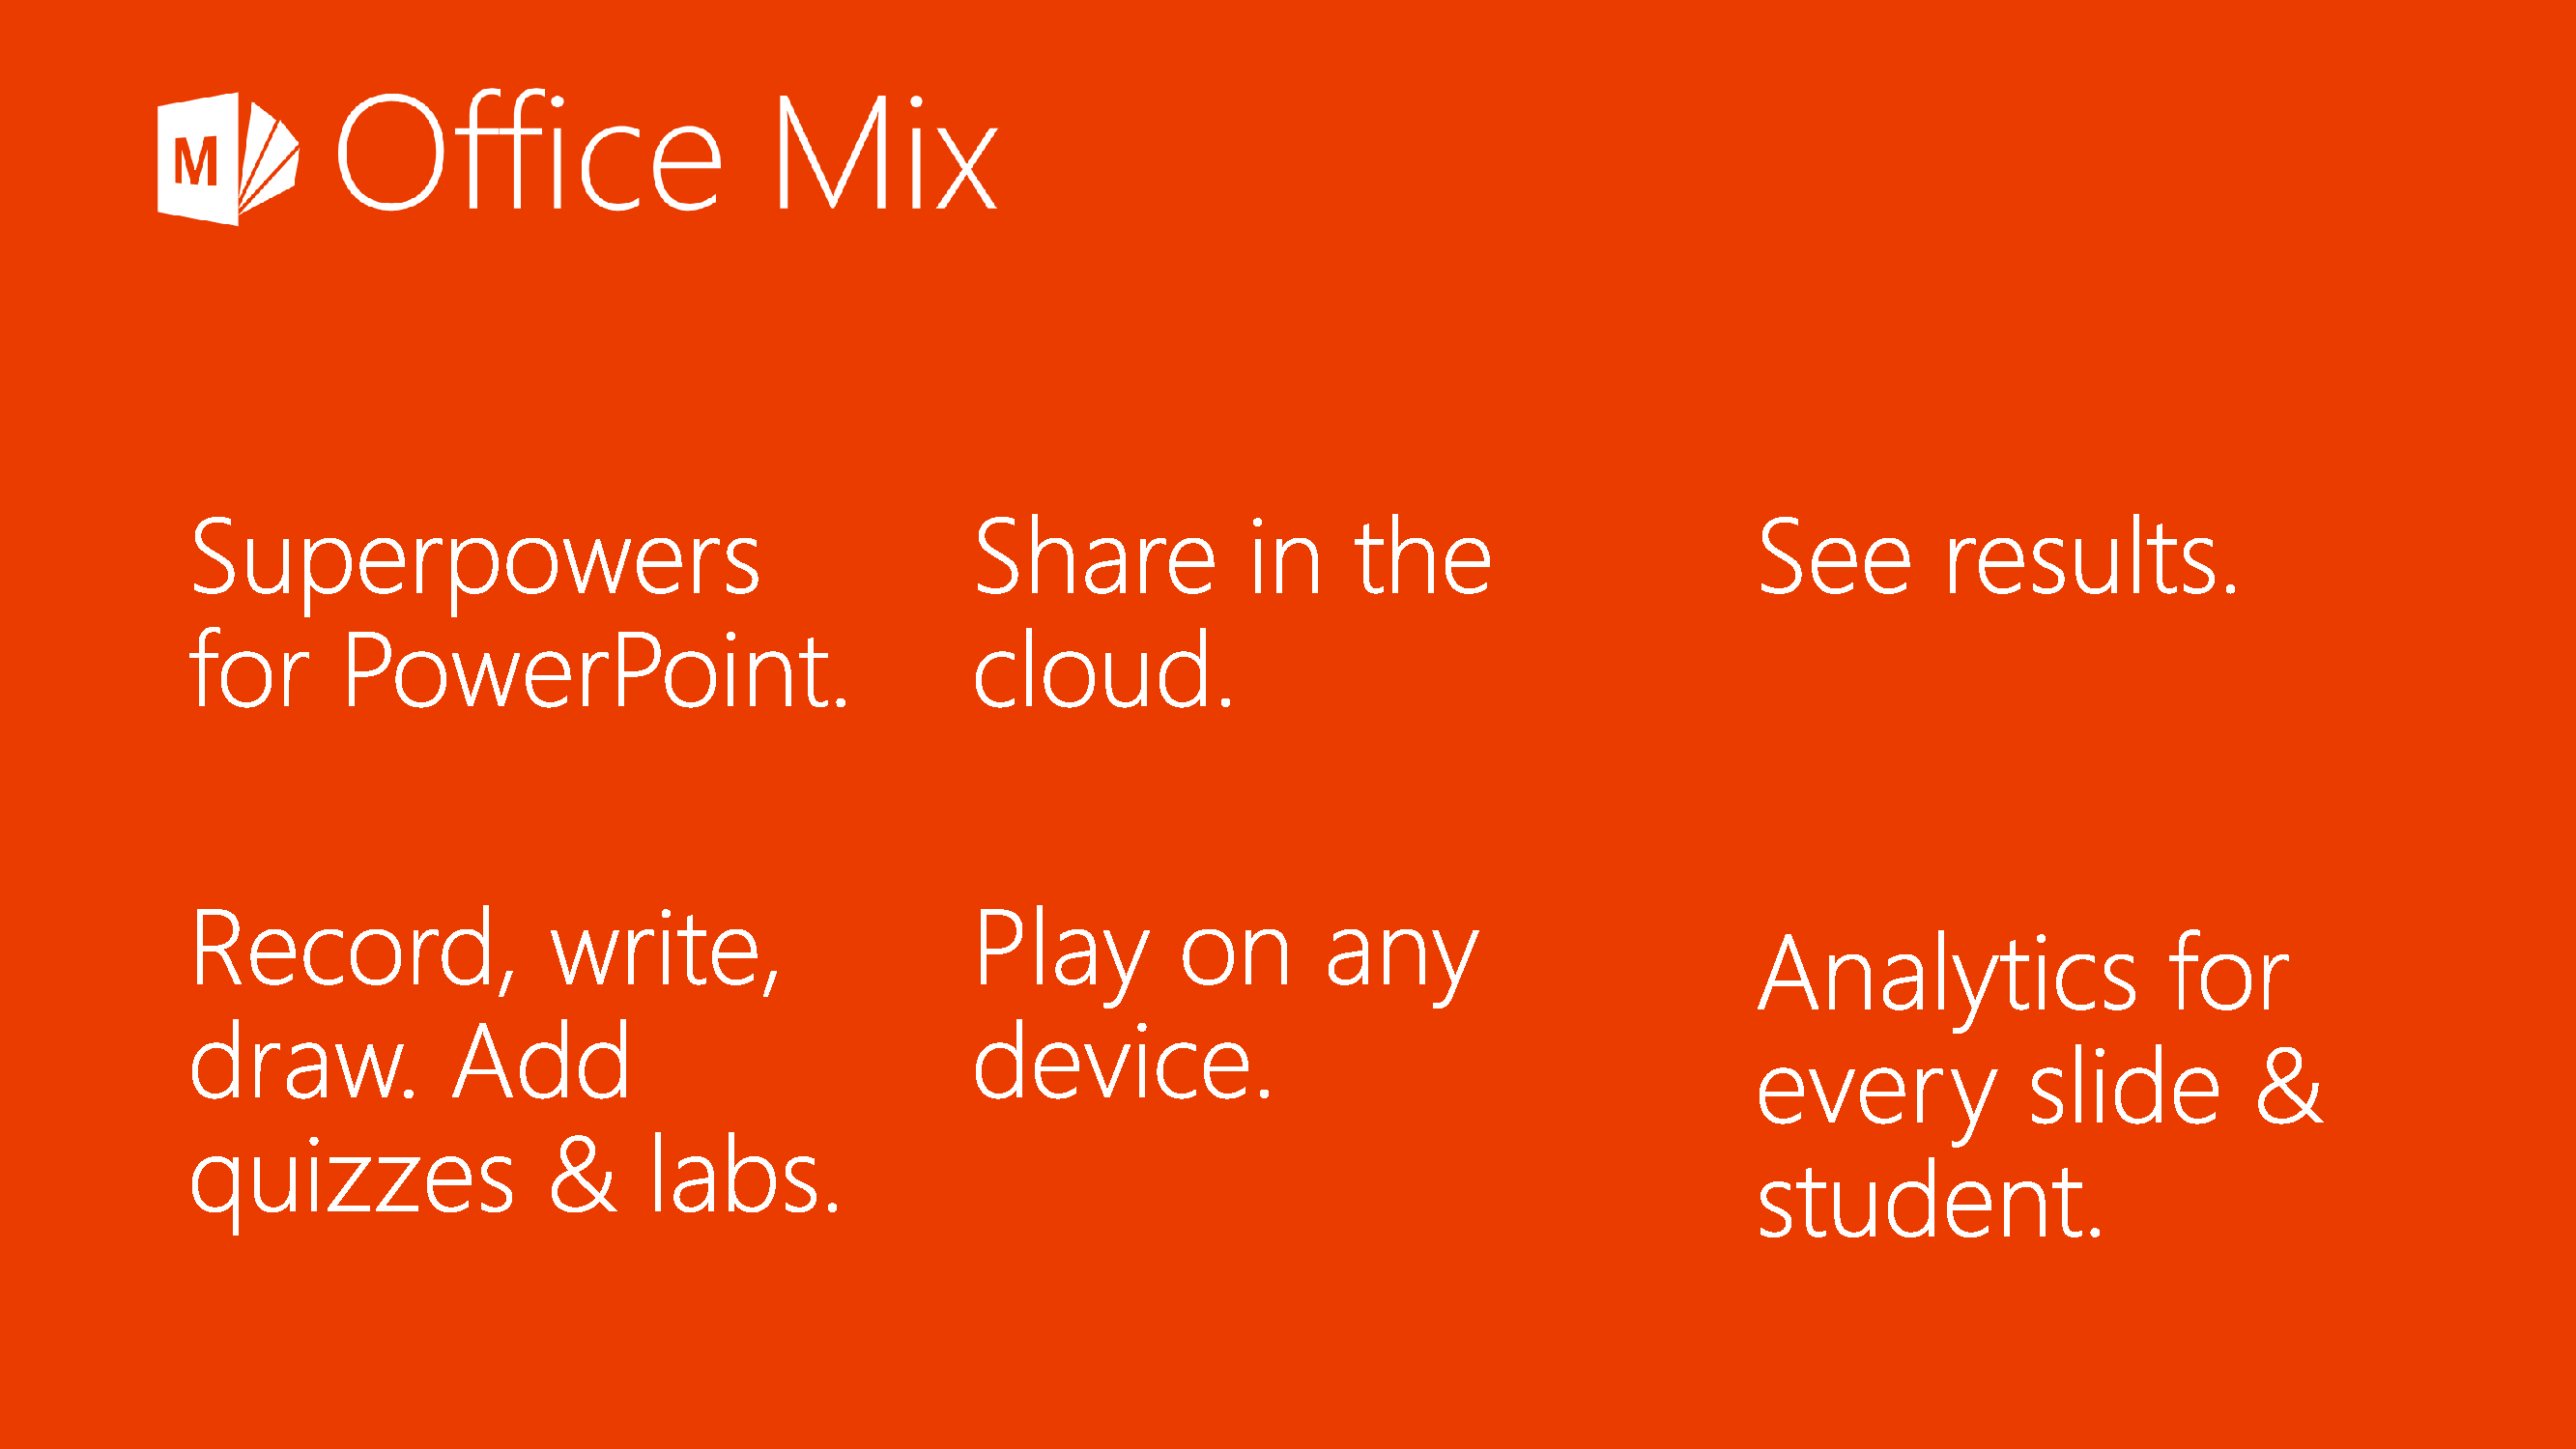 M Office Mix
Superpowers
for PowerPoint.
Share in the
cloud.
See results.
Record, write,
draw. Add
quizzes & labs.
Play on any
device.
Analytics for
every slide &
student.